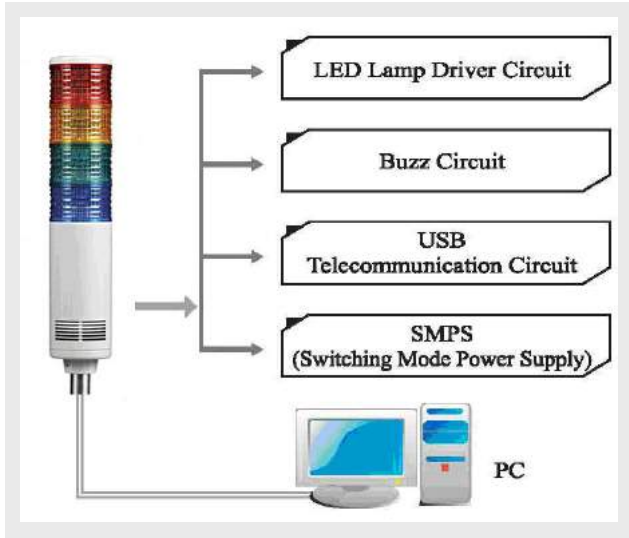 LED Lamp Driver Circuit
Buzz Circuit
USB
Telecommunication Circuit
SMPS
(Switching Mode Power Supply)
PC